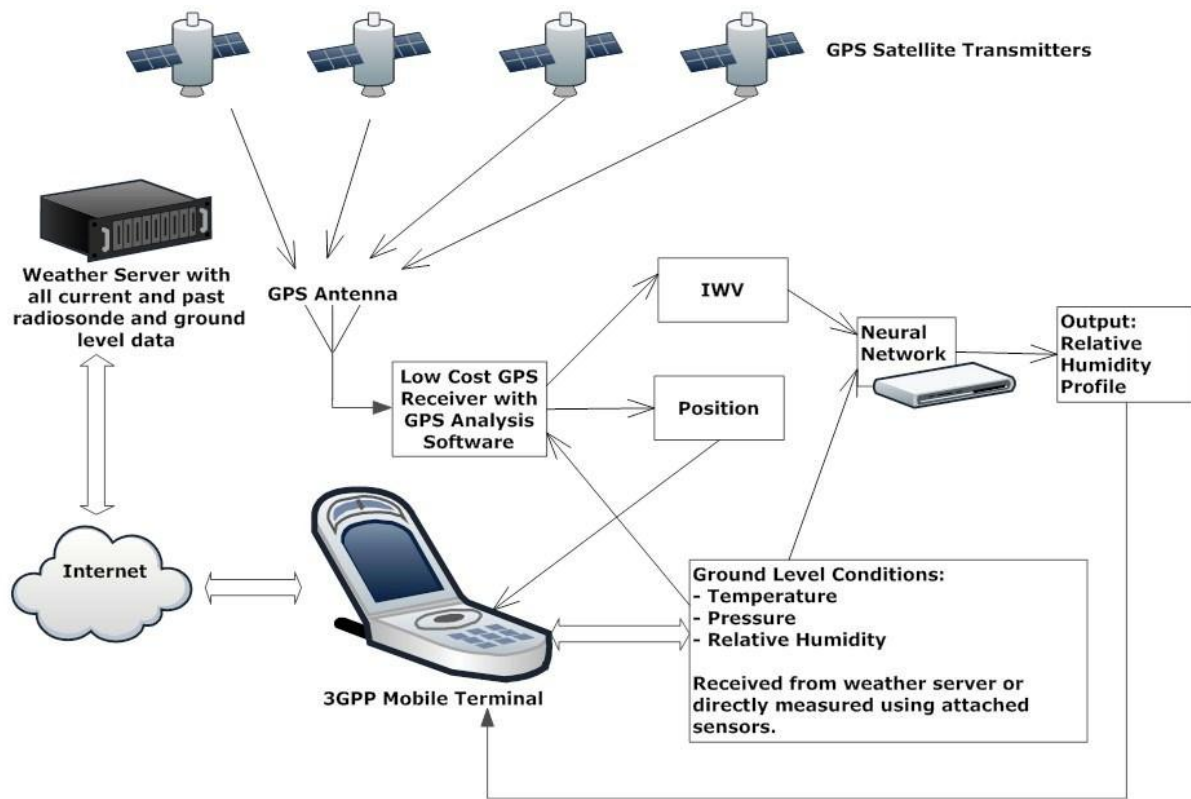 GPS Satellite Transmitters
Weather Server with
all current and past
radiosonde and ground
level data
GPS Antenna
IWV
Neural
Network
Output:
Relative
Humidity
Profile
Low Cost GPS
Receiver with
GPS Analysis
Software
Position
Internet
Ground Level Conditions:
- Temperature
- Pressure
- Relative Humidity
Received from weather server or
directly measured using attached
sensors.
3GPP Mobile Terminal